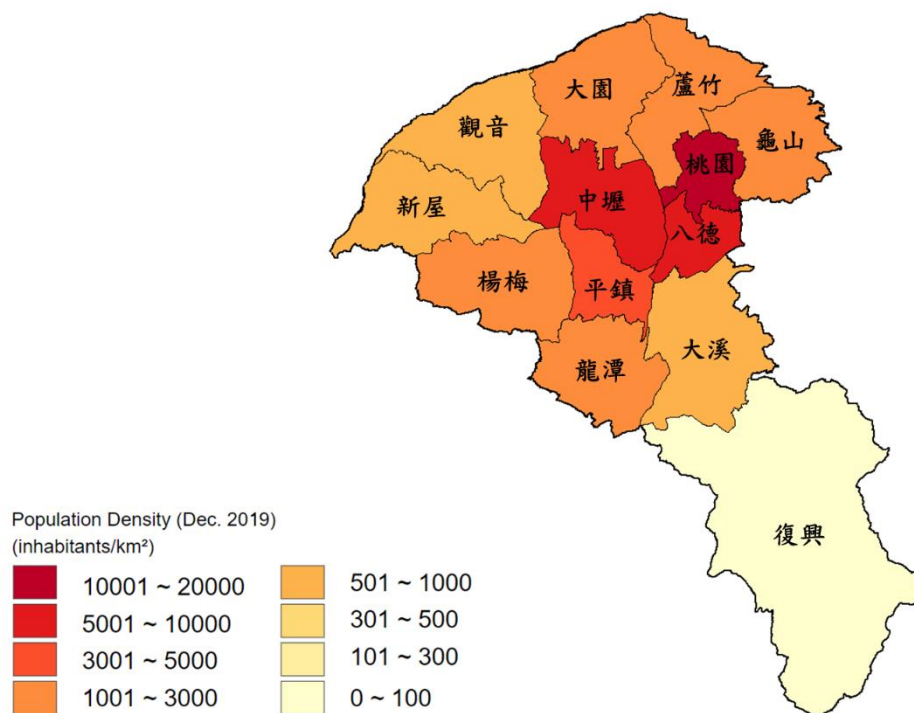 大園
蘆竹
觀音
龜山
桃園
中壢
新屋
八德
楊梅
平鎮
大溪
龍潭
復興
Population Density (Dec. 2019)
(inhabitants/km²)
10001 ~ 20000
5001 ~ 10000
3001 ~ 5000
1001 ~ 3000
501 ~ 1000
301 ~ 500
101 ~ 300
0 ~ 100